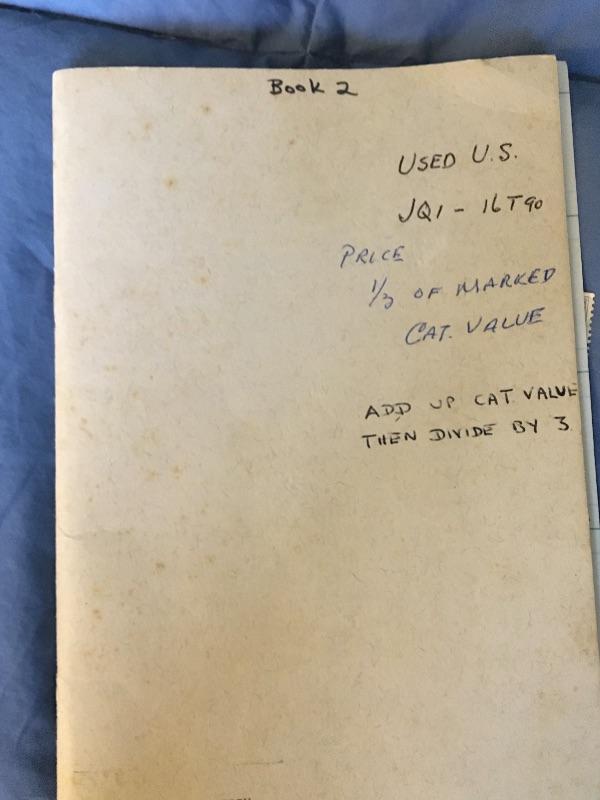 Book 2
USED U.S.
JQ1 - 16T90
PRICE
1/3 OF MARKED
CAT. VALUE
ADD UP CAT. VALUE
THEN DIVIDE BY 3